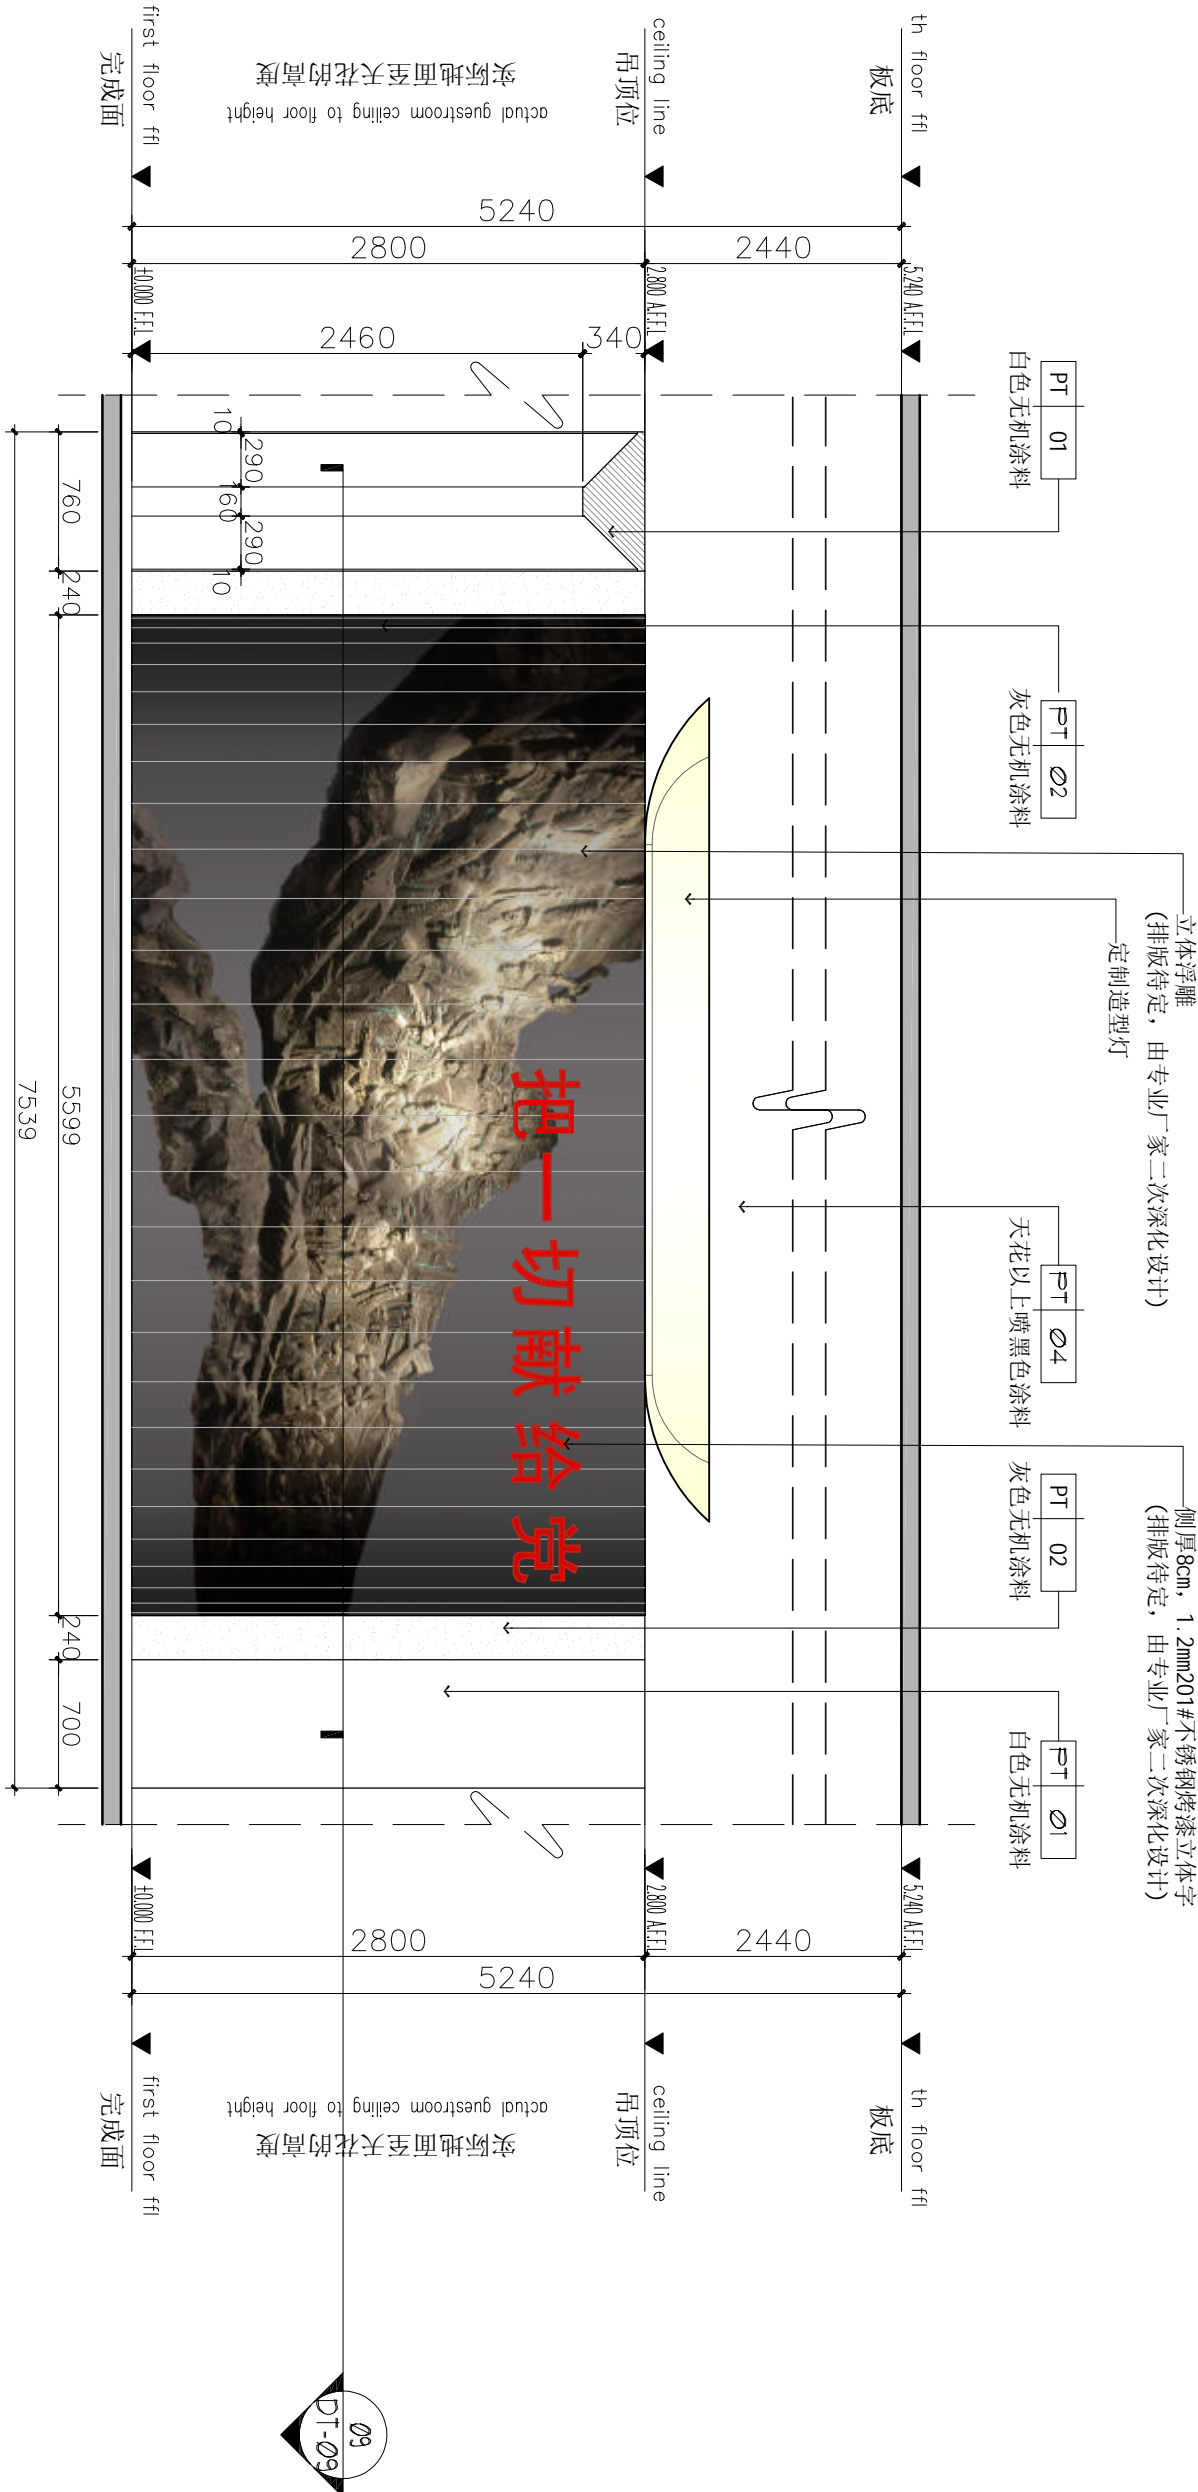 立体浮雕
(排版待定，由专业厂家二次深化设计)
定制造型灯
侧厚8cm，1.2mm201#不锈钢烤漆立体字
(排版待定，由专业厂家二次深化设计)
PT 01
白色无机涂料
PT 02
灰色无机涂料
PT 04
天花以上喷黑色涂料
PT 02
灰色无机涂料
PT 01
白色无机涂料
th floor ffl
板底
5.240 A.F.F.L
5.240 A.F.F.L
th floor ffl
板底
2440
2440
ceiling line
吊顶位
2.800 A.F.F.L
2.800 A.F.F.L
ceiling line
吊顶位
实际地面至天花的高度
actual guestroom ceiling to floor height
5240
2800
340
2460
把一切献给党
2800
5240
actual guestroom ceiling to floor height
实际地面至天花的高度
10
290
160
290
10
first floor ffl
完成面
±0.000 F.F.L
±0.000 F.F.L
first floor ffl
完成面
760
240
5599
240
700
7539
09
DT-09